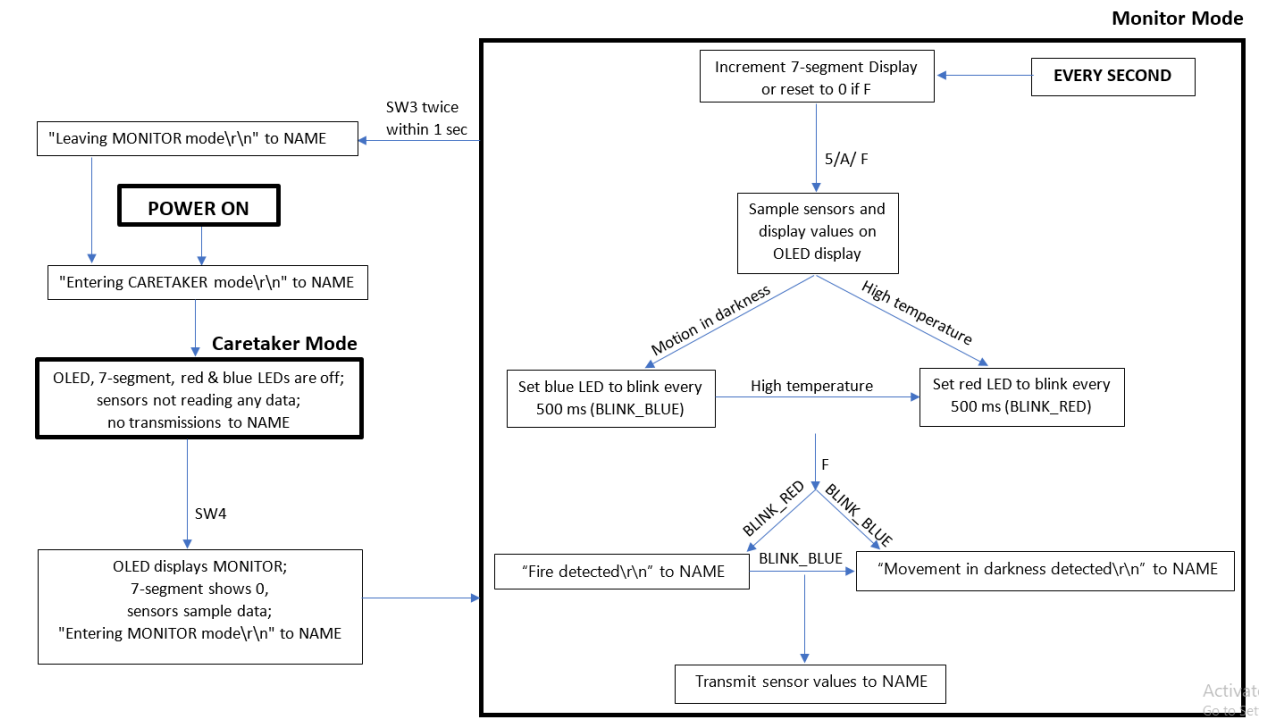 Monitor Mode
Increment 7-segment Display
or reset to 0 if F
EVERY SECOND
SW3 twice
within 1 sec
"Leaving MONITOR mode\r\n" to NAME
5/A/ F
POWER ON
Sample sensors and
display values on
OLED display
"Entering CARETAKER mode\r\n" to NAME
Motion in darkness
High temperature
Caretaker Mode
OLED, 7-segment, red & blue LEDs are off;
sensors not reading any data;
no transmissions to NAME
Set blue LED to blink every
500 ms (BLINK_BLUE)
High temperature
Set red LED to blink every
500 ms (BLINK_RED)
F
SW4
BLINK_RED
BLINK_BLUE
OLED displays MONITOR;
7-segment shows 0,
sensors sample data;
"Entering MONITOR mode\r\n" to NAME
“Fire detected\r\n” to NAME
BLINK_BLUE
“Movement in darkness detected\r\n” to NAME
Transmit sensor values to NAME
Activat
Go to Set